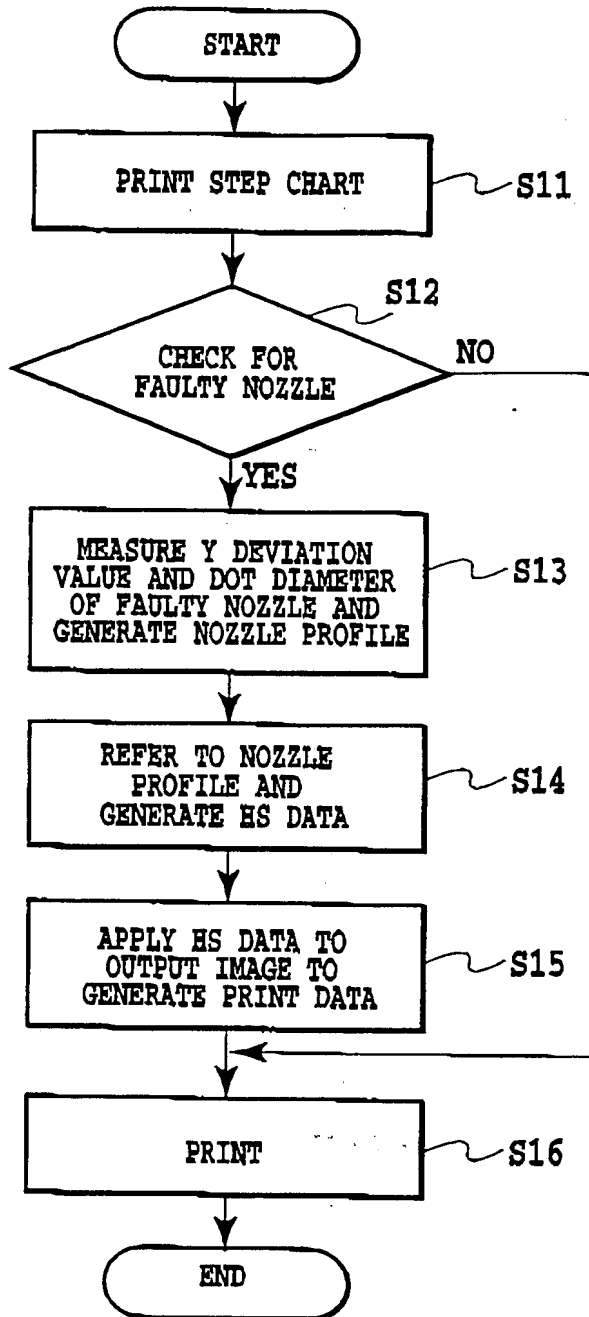 START
PRINT STEP CHART
S11
S12
CHECK FOR
FAULTY NOZZLE
NO
YES
MEASURE Y DEVIATION
VALUE AND DOT DIAMETER
OF FAULTY NOZZLE AND
GENERATE NOZZLE PROFILE
S13
REFER TO NOZZLE
PROFILE AND
GENERATE HS DATA
S14
APPLY HS DATA TO
OUTPUT IMAGE TO
GENERATE PRINT DATA
S15
PRINT
S16
END